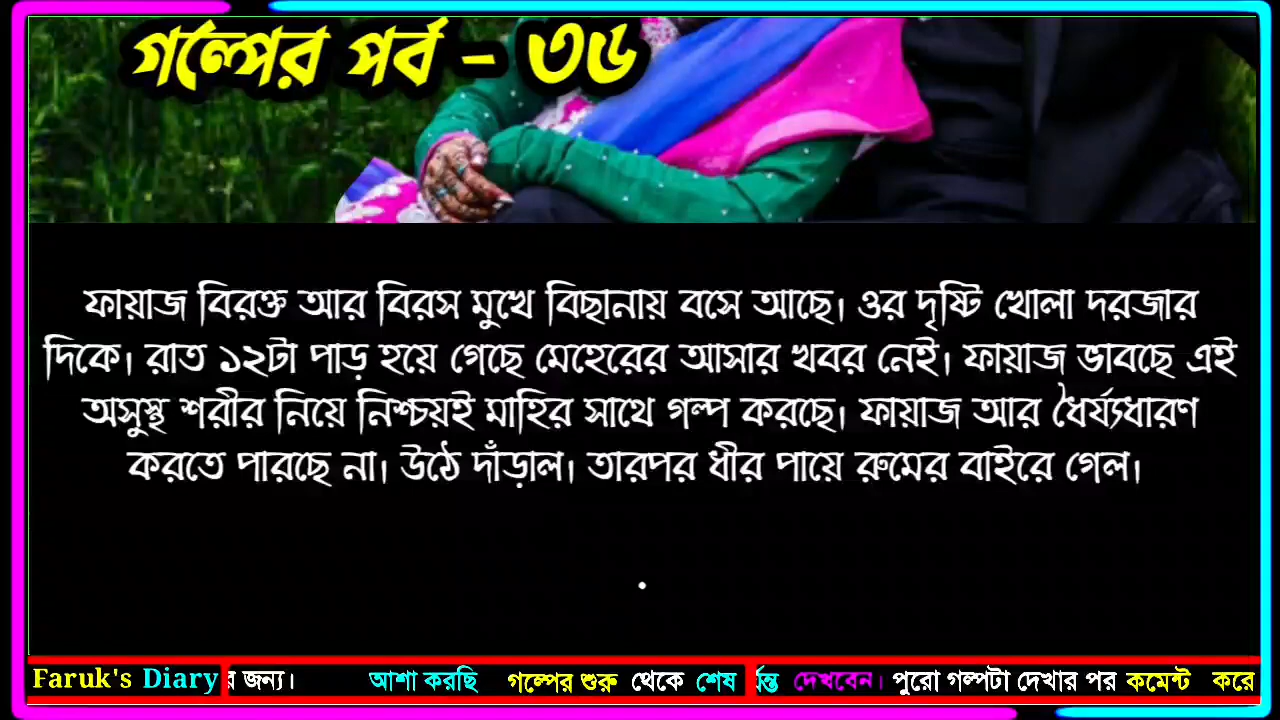 গল্পের পর্ব - ৩৬
ফায়াজ বিরক্ত আর বিরস মুখে বিছানায় বসে আছে। ওর দৃষ্টি খোলা দরজার
দিকে। রাত ১২টা পাড় হয়ে গেছে মেহেরের আসার খবর নেই। ফায়াজ ভাবছে এই
অসুস্থ শরীর নিয়ে নিশ্চয়ই মাহির সাথে গল্প করছে। ফায়াজ আর ধৈর্য্যধারণ
করতে পারছে না। উঠে দাঁড়াল। তারপর ধীর পায়ে রুমের বাইরে গেল।
Faruk's Diary র জন্য। আশা করছি গল্পের শুরু থেকে শেষ র্যন্ত দেখবেন। পুরো গল্পটা দেখার পর কমেন্ট করে